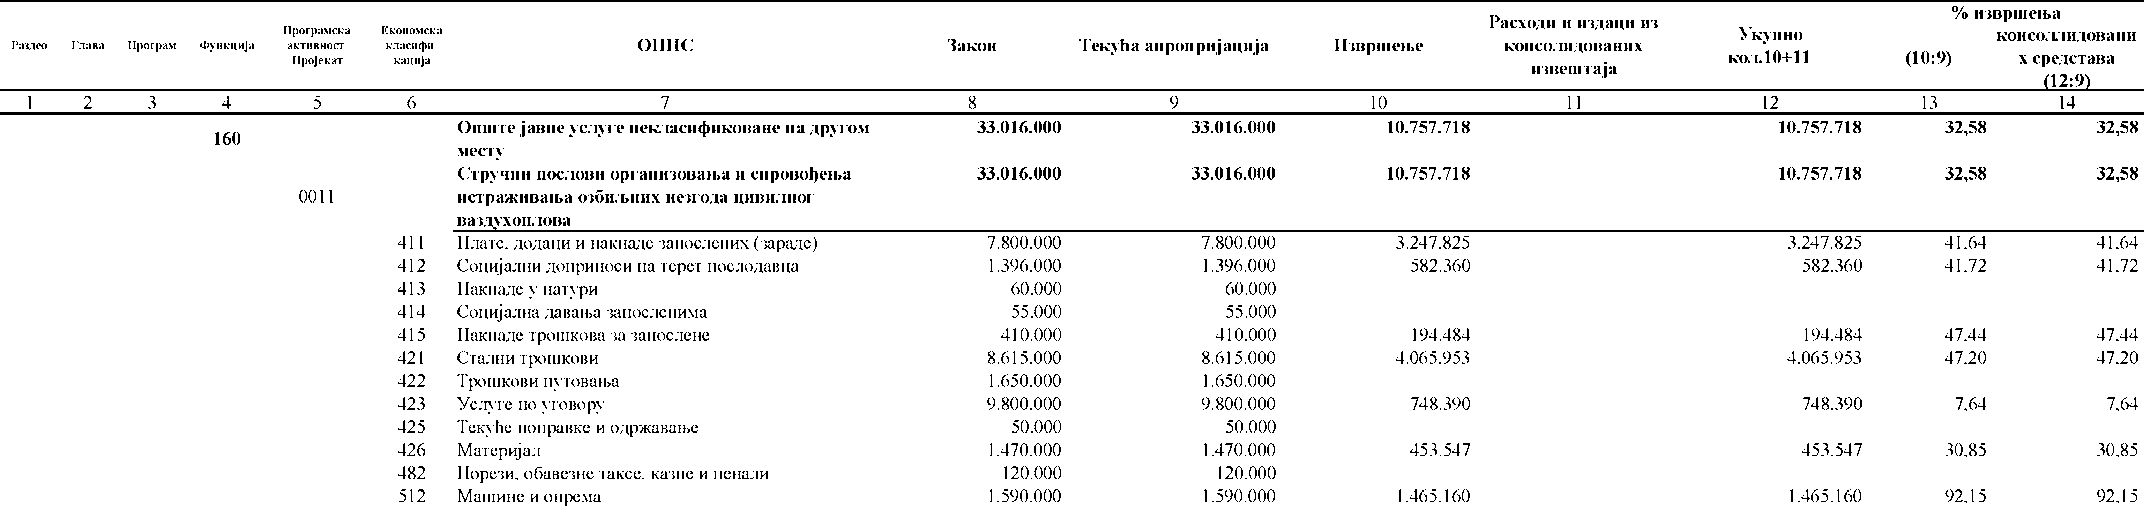 Раздео Глава Програм Функција Програмска активност Пројекат Економска класифи кација ОПИС Закон Текућа апропријација Извршење Расходи и издаци из консолидованих извештаја Укупно кол.10+11 % извршења (10:9) консолидовани х средстава (12:9)
1 2 3 4 5 6 7 8 9 10 11 12 13 14
160 Опште јавне услуге некласификоване на другом 33.016.000 33.016.000 10.757.718 10.757.718 32,58 32,58
месту
Стручни послови организовања и спровођења 33.016.000 33.016.000 10.757.718 10.757.718 32,58 32,58
0011 истраживања озбиљних незгода цивилног
ваздухоплова
411 Плате, додаци и накнаде запослених (зараде) 7.800.000 7.800.000 3.247.825 3.247.825 41,64 41,64
412 Социјални доприноси на терет послодавца 1.396.000 1.396.000 582.360 582.360 41,72 41,72
413 Накнаде у натури 60.000 60.000
414 Социјална давања запосленима 55.000 55.000
415 Накнаде трошкова за запослене 410.000 410.000 194.484 194.484 47,44 47,44
421 Стални трошкови 8.615.000 8.615.000 4.065.953 4.065.953 47,20 47,20
422 Трошкови путовања 1.650.000 1.650.000
423 Услуге по уговору 9.800.000 9.800.000 748.390 748.390 7,64 7,64
425 Текуће поправке и одржавање 50.000 50.000
426 Материјал 1.470.000 1.470.000 453.547 453.547 30,85 30,85
482 Порези, обавезне таксе, казне и пенали 120.000 120.000
512 Машине и опрема 1.590.000 1.590.000 1.465.160 1.465.160 92,15 92,15